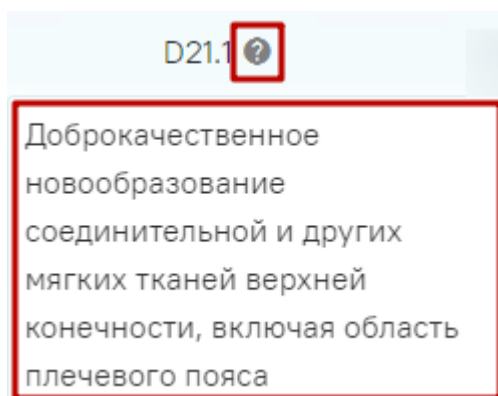 D21.1 ?
Доброкачественное
новообразование
соединительной и других
мягких тканей верхней
конечности, включая область
плечевого пояса